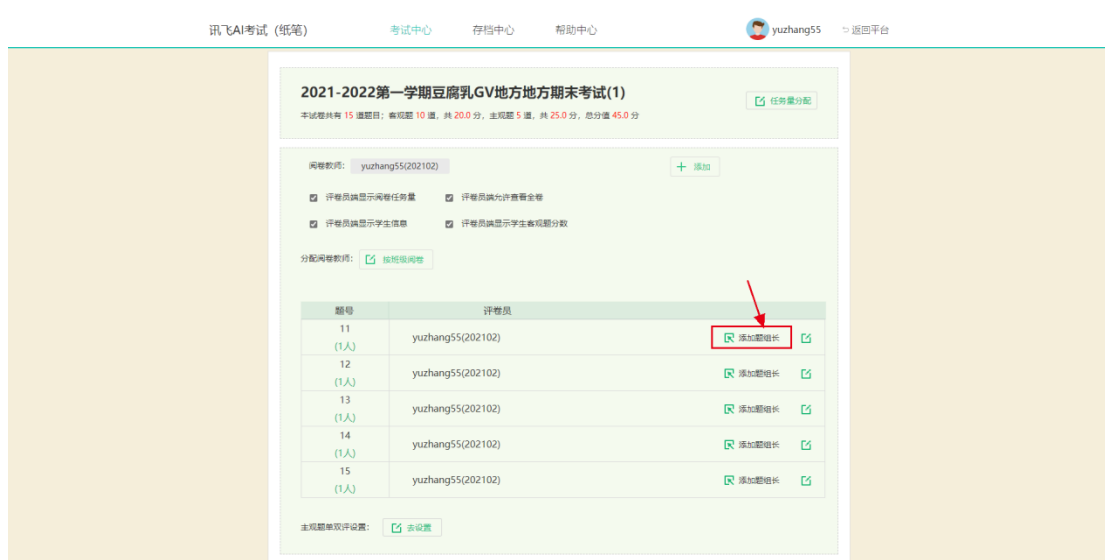 讯飞AI考试（纸笔） 考试中心 存档中心 帮助中心 yuzhang55 返回平台
2021-2022第一学期豆腐乳GV地方地方期末考试(1)
任务量分配
本试卷共有 15 道题目；客观题 10 道，共 20.0 分，主观题 5 道，共 25.0 分，总分值 45.0 分
阅卷教师： yuzhang55(202102) 添加
评卷员端显示阅卷任务量 评卷员端允许查看全卷
评卷员端显示学生信息 评卷员端显示学生客观题分数
分配阅卷教师： 按班级阅卷
题号 评卷员
11
(1人) yuzhang55(202102) 添加题组长
12
(1人) yuzhang55(202102) 添加题组长
13
(1人) yuzhang55(202102) 添加题组长
14
(1人) yuzhang55(202102) 添加题组长
15
(1人) yuzhang55(202102) 添加题组长
主观题单双评设置： 去设置